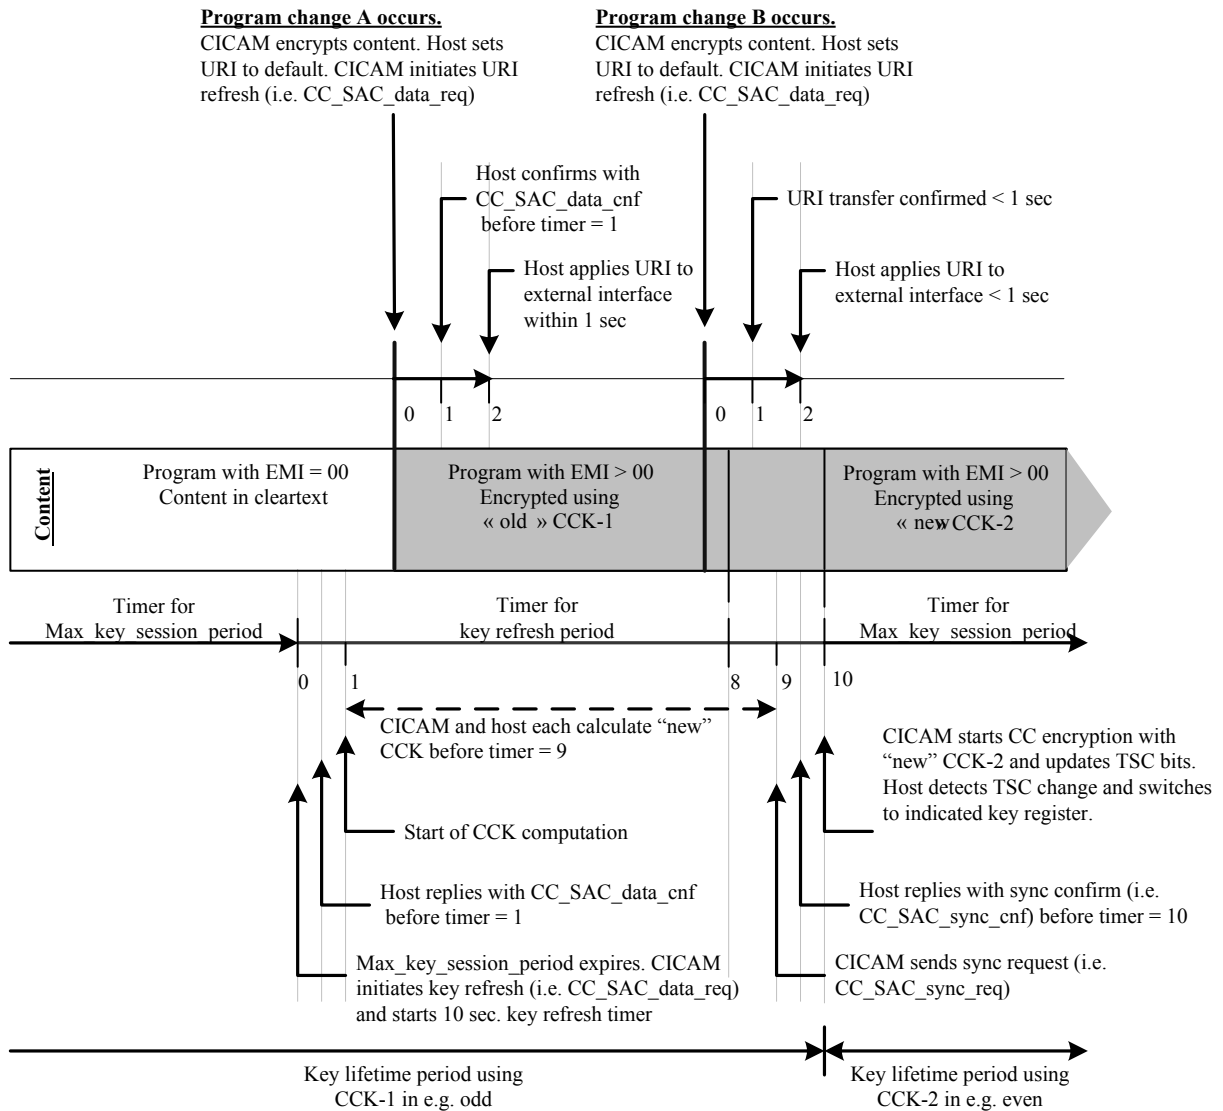 Program change A occurs.
CICAM encrypts content. Host sets
URI to default. CICAM initiates URI
refresh (i.e. CC_SAC_data_req)
Program change B occurs.
CICAM encrypts content. Host sets
URI to default. CICAM initiates URI
refresh (i.e. CC_SAC_data_req)
Host confirms with
CC_SAC_data_cnf
before timer = 1
URI transfer confirmed < 1 sec
Host applies URI to
external interface
within 1 sec
Host applies URI to
external interface < 1 sec
0 1 2 0 1 2
Content
Program with EMI = 00
Content in cleartext
Program with EMI > 00
Encrypted using
« old » CCK-1
Program with EMI > 00
Encrypted using
« new» CCK-2
Timer for
Max_key_session_period
Timer for
key refresh period
Timer for
Max_key_session_period
0 1 8 9 10
CICAM and host each calculate “new”
CCK before timer = 9
CICAM starts CC encryption with
“new” CCK-2 and updates TSC bits.
Host detects TSC change and switches
to indicated key register.
Start of CCK computation
Host replies with CC_SAC_data_cnf
before timer = 1
Host replies with sync confirm (i.e.
CC_SAC_sync_cnf) before timer = 10
Max_key_session_period expires. CICAM
initiates key refresh (i.e. CC_SAC_data_req)
and starts 10 sec. key refresh timer
CICAM sends sync request (i.e.
CC_SAC_sync_req)
Key lifetime period using
CCK-1 in e.g. odd
Key lifetime period using
CCK-2 in e.g. even